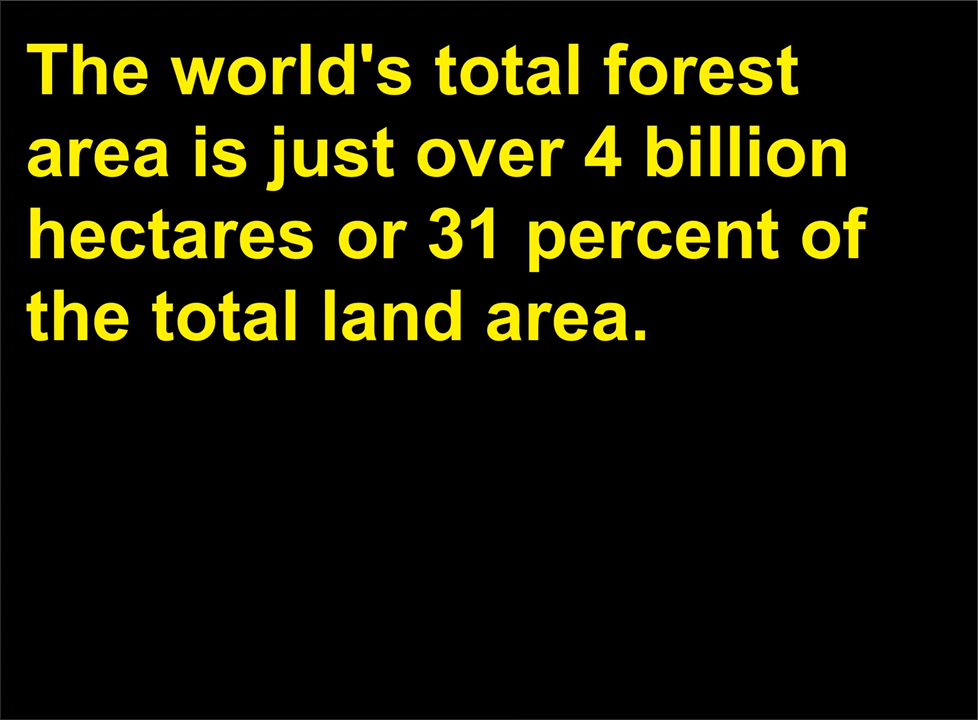 The world's total forest
area is just over 4 billion
hectares or 31 percent of
the total land area.